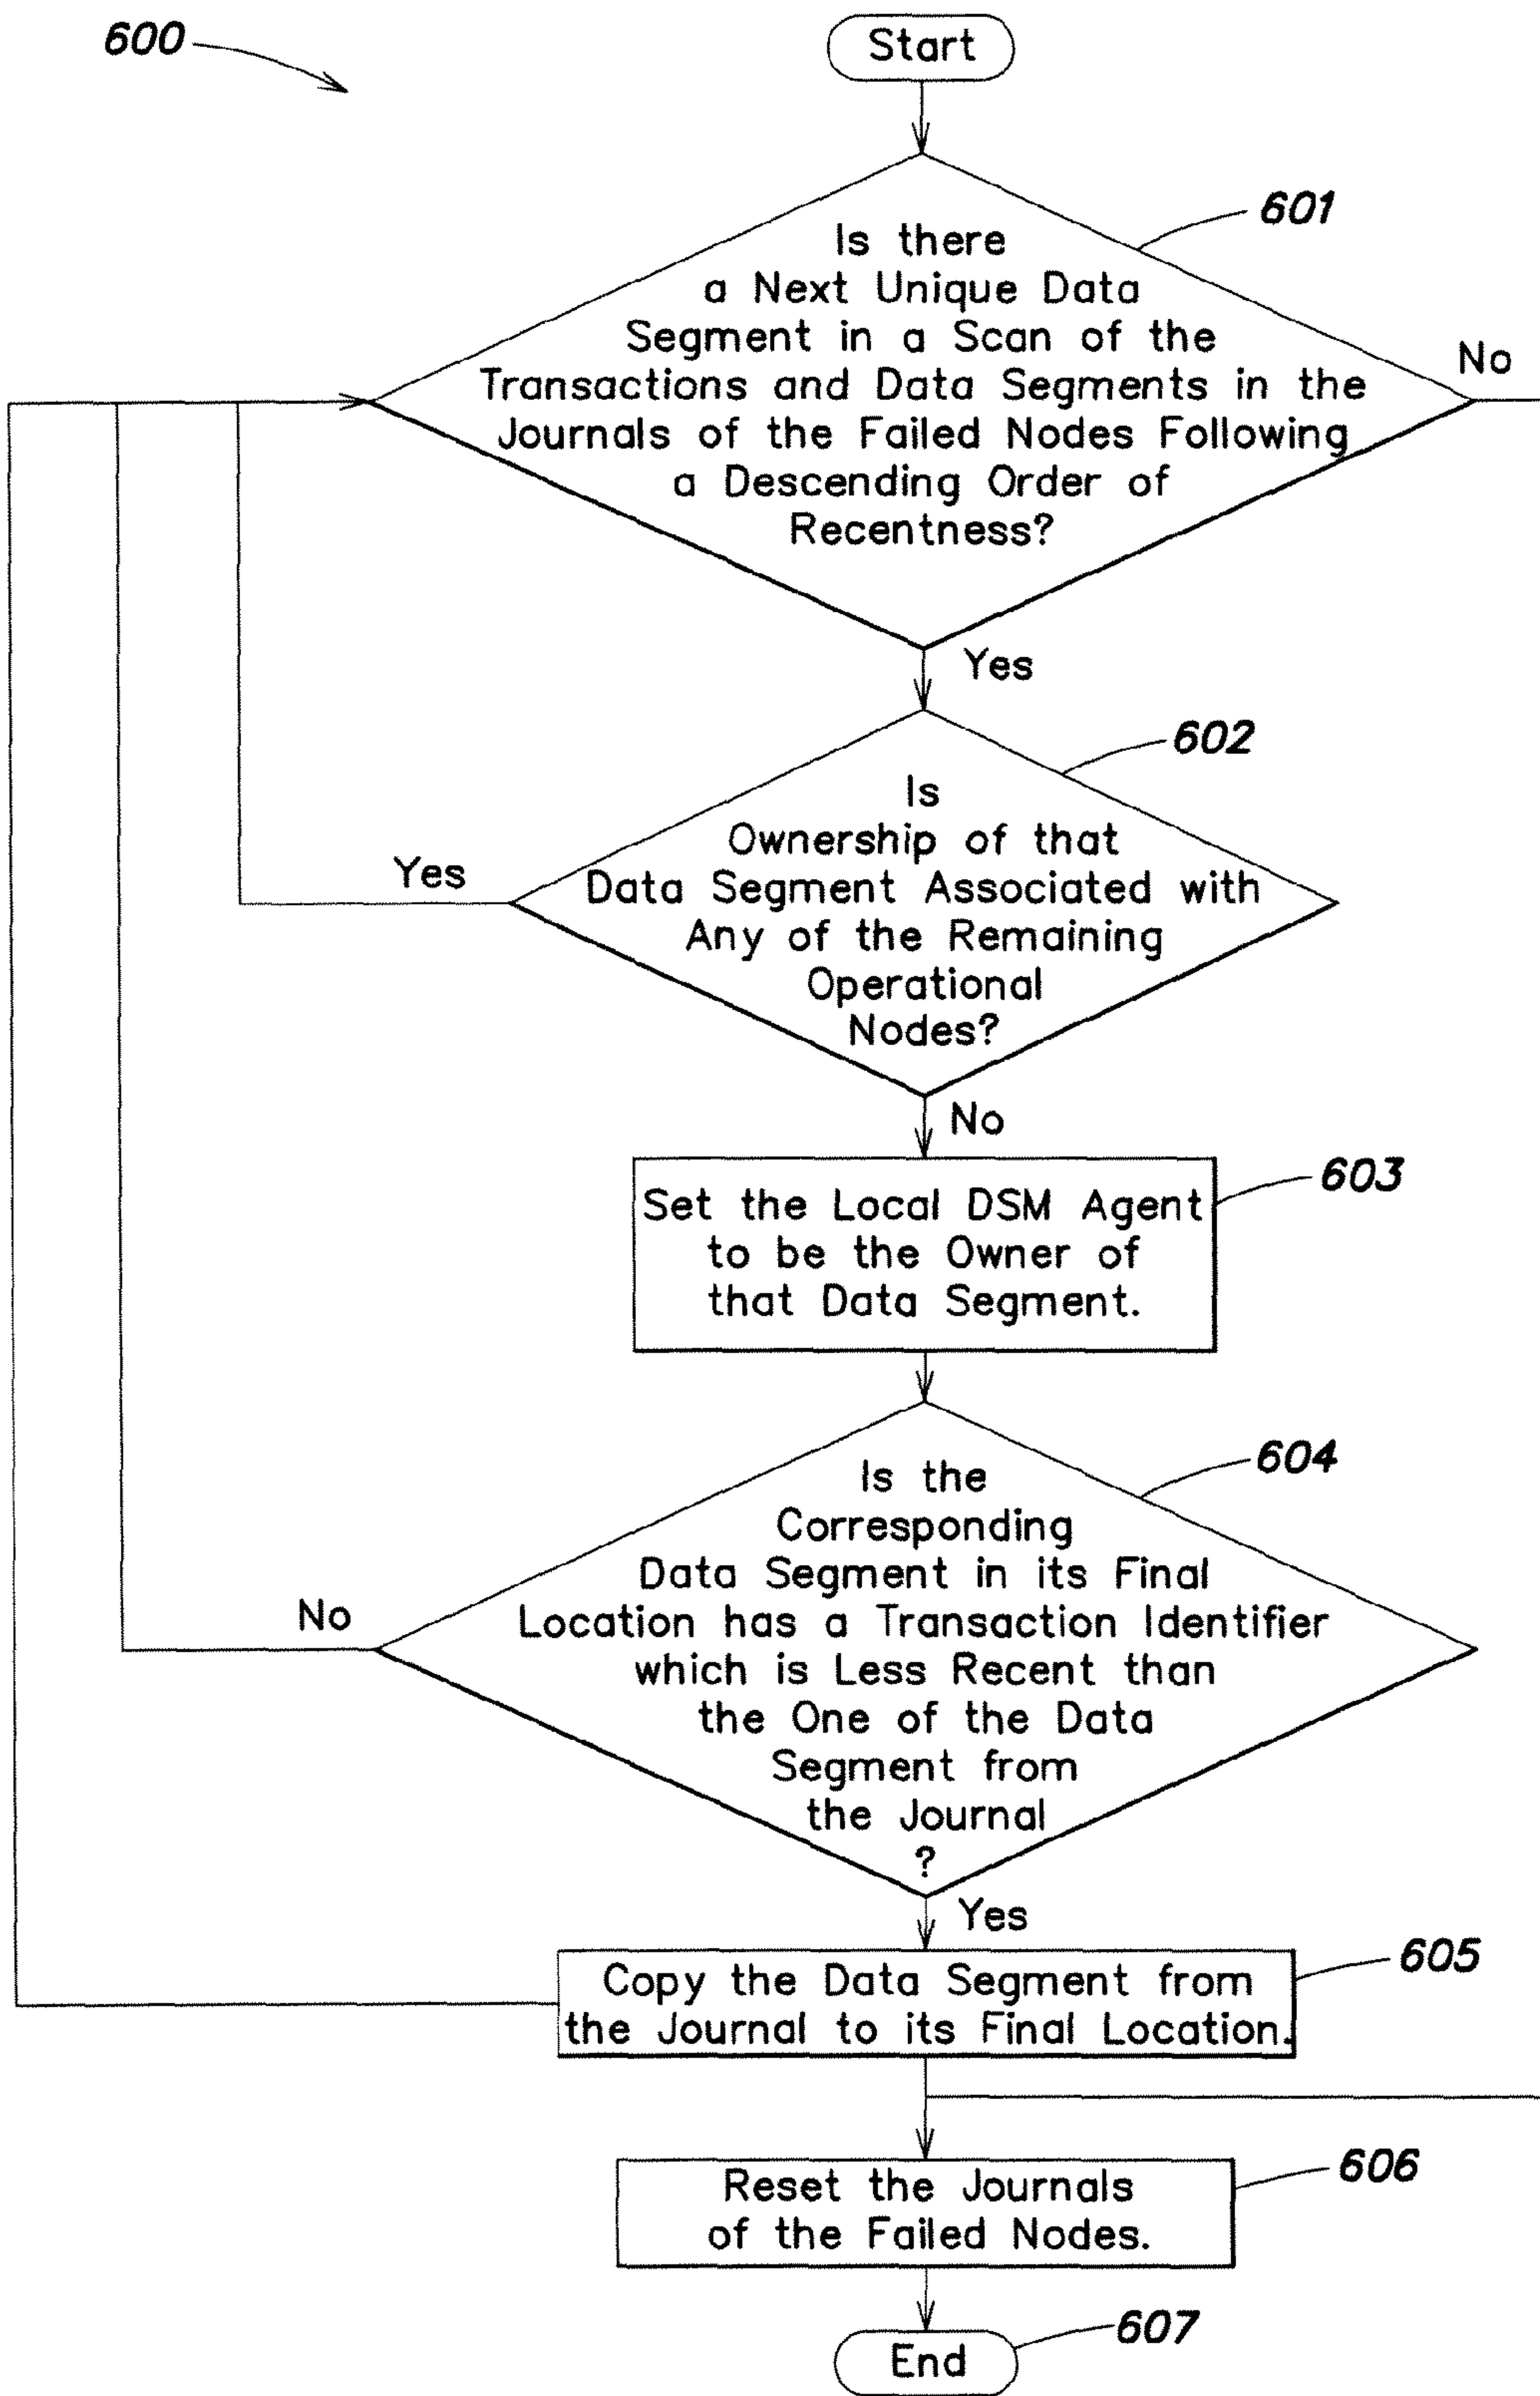 600
Start
601
Is there
a Next Unique Data
Segment in a Scan of the
Transactions and Data Segments in the
Journals of the Failed Nodes Following
a Descending Order of
Recentness?
No
Yes
602
Is
Ownership of that
Data Segment Associated with
Any of the Remaining
Operational
Nodes?
Yes
No
603
Set the Local DSM Agent
to be the Owner of
that Data Segment.
604
Is the
Corresponding
Data Segment in its Final
Location has a Transaction Identifier
which is Less Recent than
the One of the Data
Segment from
the Journal
?
No
Yes
605
Copy the Data Segment from
the Journal to its Final Location.
606
Reset the Journals
of the Failed Nodes.
607
End